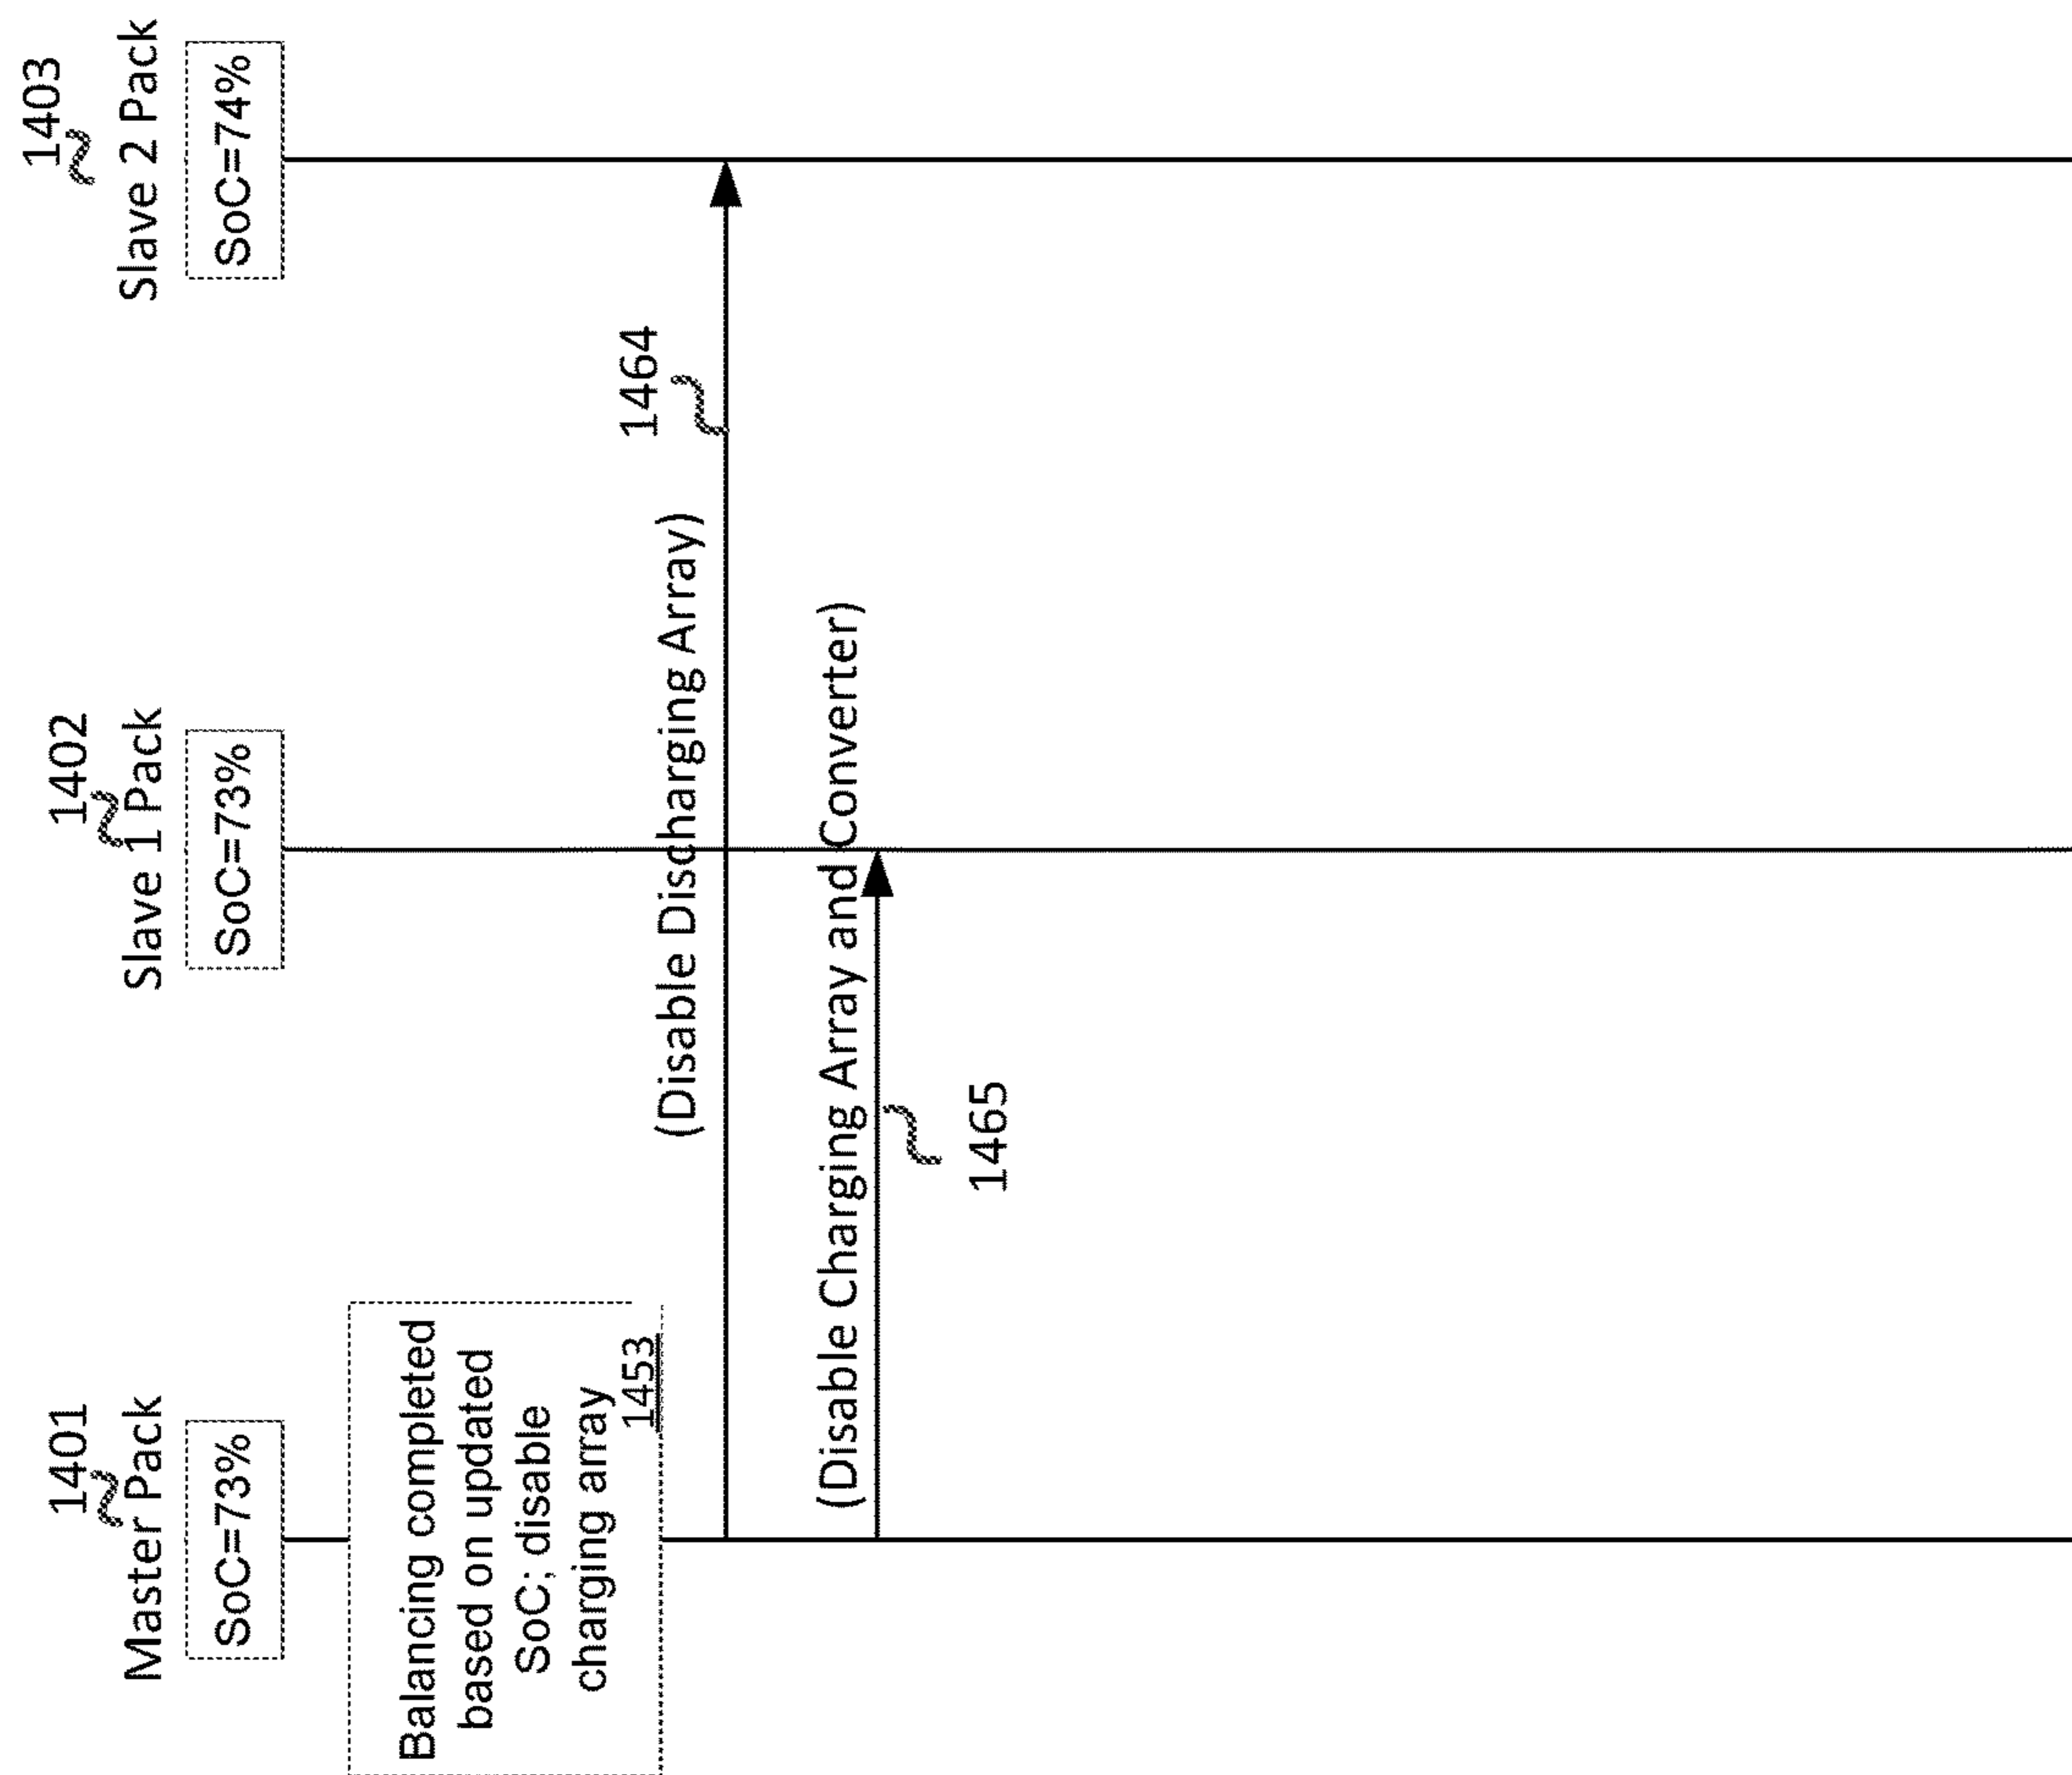 1401
Master Pack
SoC=73%
Balancing completed
based on updated
SoC; disable
charging array
1453
1402
Slave 1 Pack
SoC=73%
1403
Slave 2 Pack
SoC=74%
(Disable Discharging Array)
1464
(Disable Charging Array and Converter)
1465